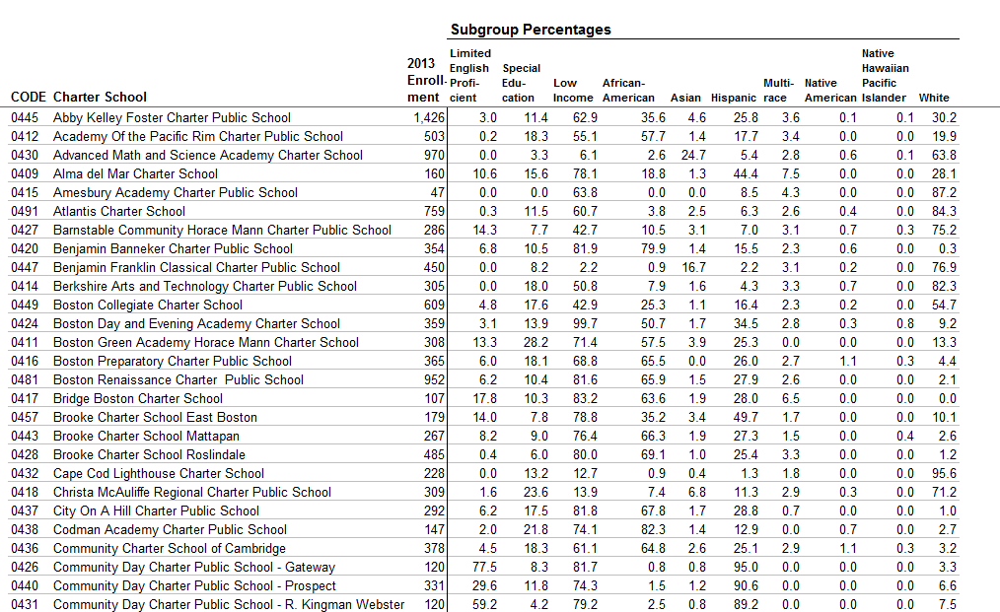 Subgroup Percentages
CODE Charter School 2013 Enroll- ment Limited English Profi- cient Special Edu- cation Low Income African- American Asian Hispanic Multi- race Native American Native Hawaiian Pacific Islander White
0445 Abby Kelley Foster Charter Public School 1,426 3.0 11.4 62.9 35.6 4.6 25.8 3.6 0.1 0.1 30.2
0412 Academy Of the Pacific Rim Charter Public School 503 0.2 18.3 55.1 57.7 1.4 17.7 3.4 0.0 0.0 19.9
0430 Advanced Math and Science Academy Charter School 970 0.0 3.3 6.1 2.6 24.7 5.4 2.8 0.6 0.1 63.8
0409 Alma del Mar Charter School 160 10.6 15.6 78.1 18.8 1.3 44.4 7.5 0.0 0.0 28.1
0415 Amesbury Academy Charter Public School 47 0.0 0.0 63.8 0.0 0.0 8.5 4.3 0.0 0.0 87.2
0491 Atlantis Charter School 759 0.3 11.5 60.7 3.8 2.5 6.3 2.6 0.4 0.0 84.3
0427 Barnstable Community Horace Mann Charter Public School 286 14.3 7.7 42.7 10.5 3.1 7.0 3.1 0.7 0.3 75.2
0420 Benjamin Banneker Charter Public School 354 6.8 10.5 81.9 79.9 1.4 15.5 2.3 0.6 0.0 0.3
0447 Benjamin Franklin Classical Charter Public School 450 0.0 8.2 2.2 0.9 16.7 2.2 3.1 0.2 0.0 76.9
0414 Berkshire Arts and Technology Charter Public School 305 0.0 18.0 50.8 7.9 1.6 4.3 3.3 0.7 0.0 82.3
0449 Boston Collegiate Charter School 609 4.8 17.6 42.9 25.3 1.1 16.4 2.3 0.2 0.0 54.7
0424 Boston Day and Evening Academy Charter School 359 3.1 13.9 99.7 50.7 1.7 34.5 2.8 0.3 0.8 9.2
0411 Boston Green Academy Horace Mann Charter School 308 13.3 28.2 71.4 57.5 3.9 25.3 0.0 0.0 0.0 13.3
0416 Boston Preparatory Charter Public School 365 6.0 18.1 68.8 65.5 0.0 26.0 2.7 1.1 0.3 4.4
0481 Boston Renaissance Charter Public School 952 6.2 10.4 81.6 65.9 1.5 27.9 2.6 0.0 0.0 2.1
0417 Bridge Boston Charter School 107 17.8 10.3 83.2 63.6 1.9 28.0 6.5 0.0 0.0 0.0
0457 Brooke Charter School East Boston 179 14.0 7.8 78.8 35.2 3.4 49.7 1.7 0.0 0.0 10.1
0443 Brooke Charter School Mattapan 267 8.2 9.0 76.4 66.3 1.9 27.3 1.5 0.0 0.4 2.6
0428 Brooke Charter School Roslindale 485 0.4 6.0 80.0 69.1 1.0 25.4 3.3 0.0 0.0 1.2
0432 Cape Cod Lighthouse Charter School 228 0.0 13.2 12.7 0.9 0.4 1.3 1.8 0.0 0.0 95.6
0418 Christa McAuliffe Regional Charter Public School 309 1.6 23.6 13.9 7.4 6.8 11.3 2.9 0.3 0.0 71.2
0437 City On A Hill Charter Public School 292 6.2 17.5 81.8 67.8 1.7 28.8 0.7 0.0 0.0 1.0
0438 Codman Academy Charter Public School 147 2.0 21.8 74.1 82.3 1.4 12.9 0.0 0.7 0.0 2.7
0436 Community Charter School of Cambridge 378 4.5 18.3 61.1 64.8 2.6 25.1 2.9 1.1 0.3 3.2
0426 Community Day Charter Public School - Gateway 120 77.5 8.3 81.7 0.8 0.8 95.0 0.0 0.0 0.0 3.3
0440 Community Day Charter Public School - Prospect 331 29.6 11.8 74.3 1.5 1.2 90.6 0.0 0.0 0.0 6.6
0431 Community Day Charter Public School - R. Kingman Webster 120 59.2 4.2 79.2 2.5 0.8 89.2 0.0 0.0 0.0 7.5